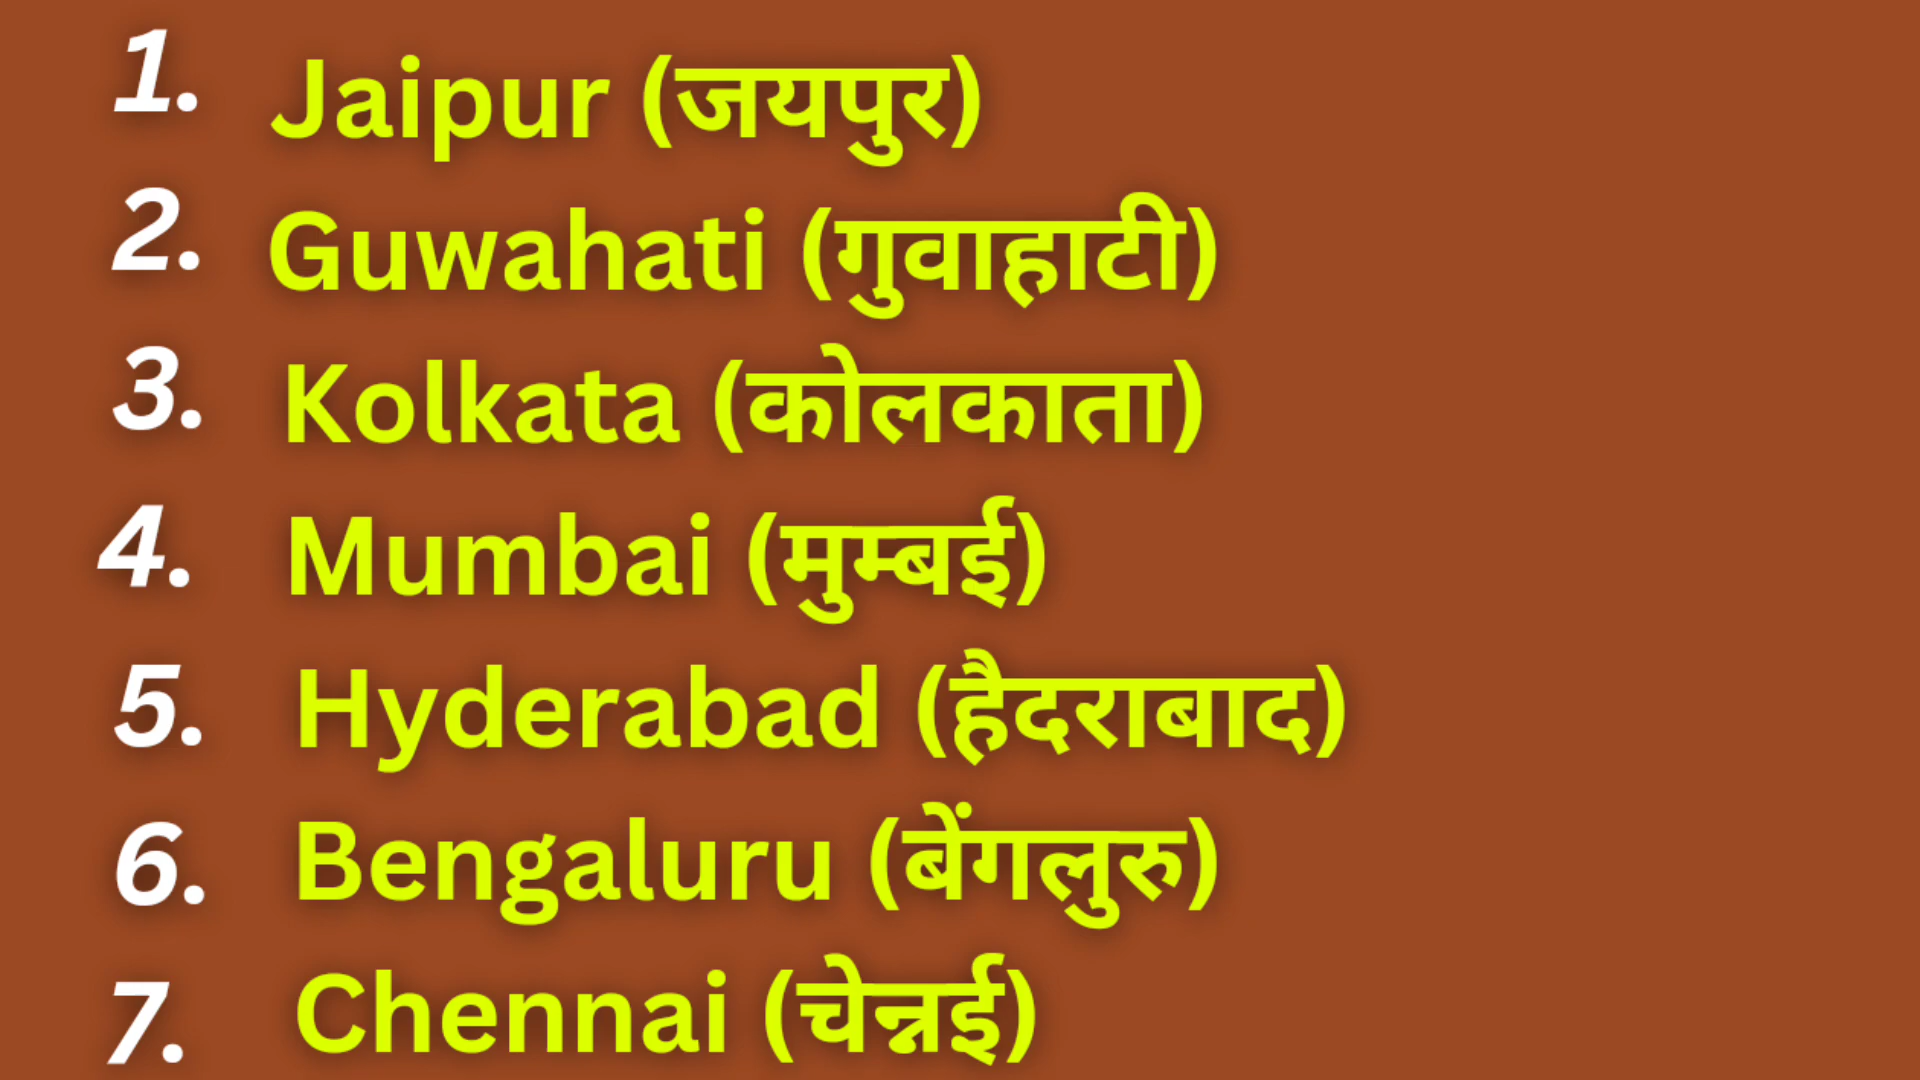 1. Jaipur (जयपुर)
2. Guwahati (गुवाहाटी)
3. Kolkata (कोलकाता)
4. Mumbai (मुम्बई)
5. Hyderabad (हैदराबाद)
6. Bengaluru (बेंगलुरु)
7. Chennai (चेन्नई)